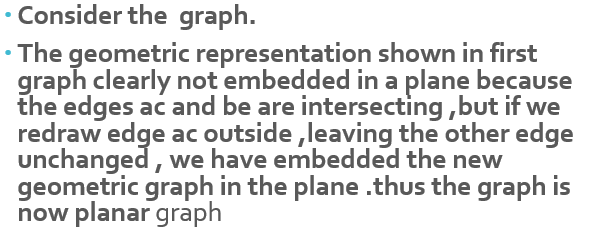 • Consider the  graph.
• The geometric representation shown in first
graph clearly not embedded in a plane because
the edges ac and be are intersecting ,but if we
redraw edge ac outside ,leaving the other edge
unchanged , we have embedded the new
geometric graph in the plane .thus the graph is
now planar graph